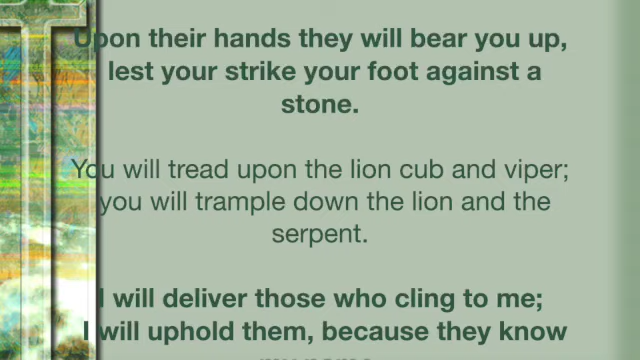 Upon their hands they will bear you up,
lest your strike your foot against a
stone.
You will tread upon the lion cub and viper;
you will trample down the lion and the
serpent.
I will deliver those who cling to me;
I will uphold them, because they know
my name